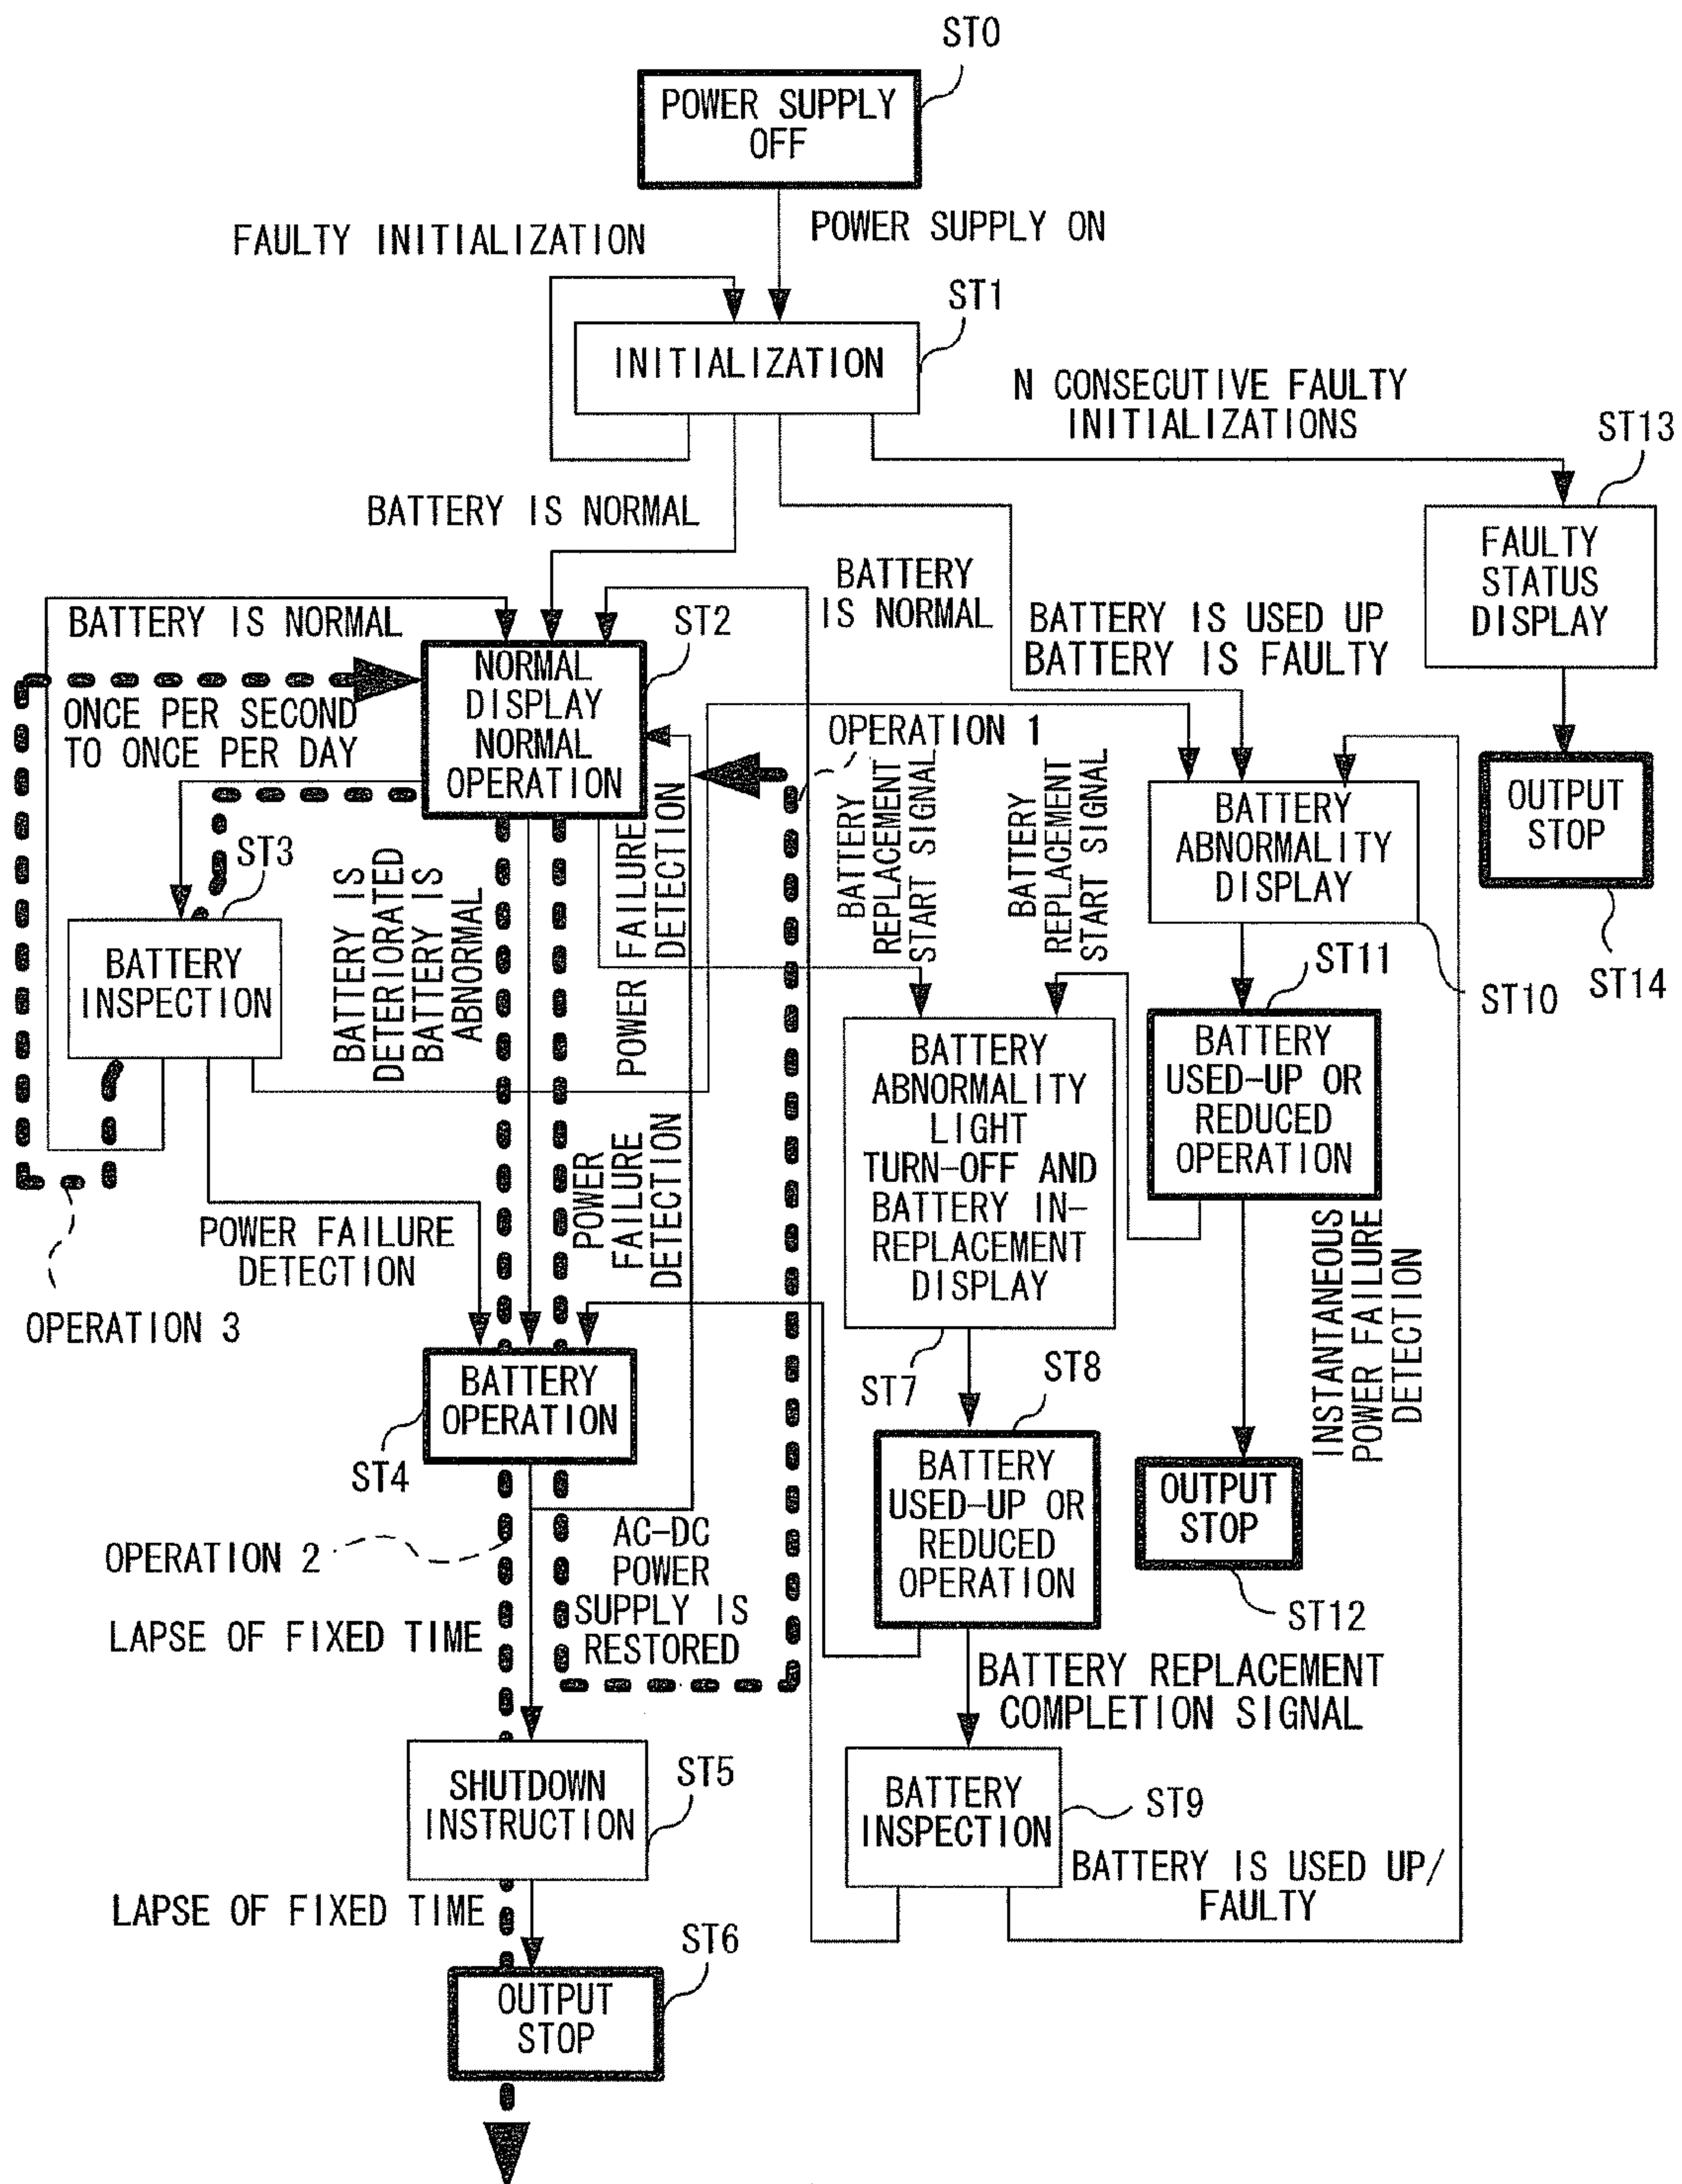 ST0
POWER SUPPLY
OFF
POWER SUPPLY ON
FAULTY INITIALIZATION
ST1
INITIALIZATION
N CONSECUTIVE FAULTY
INITIALIZATIONS
ST13
FAULTY
STATUS
DISPLAY
BATTERY IS NORMAL
BATTERY
IS NORMAL
BATTERY IS USED UP
BATTERY IS FAULTY
BATTERY IS NORMAL
ST2
NORMAL
DISPLAY
NORMAL
OPERATION
ONCE PER SECOND
TO ONCE PER DAY
OPERATION 1
BATTERY
REPLACEMENT
START SIGNAL
BATTERY
REPLACEMENT
START SIGNAL
BATTERY
ABNORMALITY
DISPLAY
OUTPUT
STOP
ST14
ST10
ST3
BATTERY
INSPECTION
BATTERY IS
DETERIORATED
BATTERY IS
ABNORMAL
POWER FAILURE
DETECTION
ST11
BATTERY
USED-UP OR
REDUCED
OPERATION
BATTERY
ABNORMALITY
LIGHT
TURN-OFF AND
BATTERY IN-
REPLACEMENT
DISPLAY
ST7
POWER
FAILURE
DETECTION
POWER FAILURE
DETECTION
OPERATION 3
INSTANTANEOUS
POWER FAILURE
DETECTION
BATTERY
OPERATION
ST4
ST8
BATTERY
USED-UP OR
REDUCED
OPERATION
OUTPUT
STOP
ST12
OPERATION 2
AC-DC
POWER
SUPPLY IS
RESTORED
LAPSE OF FIXED TIME
BATTERY REPLACEMENT
COMPLETION SIGNAL
SHUTDOWN
INSTRUCTION
ST5
BATTERY
INSPECTION
ST9
BATTERY IS USED UP/
FAULTY
LAPSE OF FIXED TIME
ST6
OUTPUT
STOP